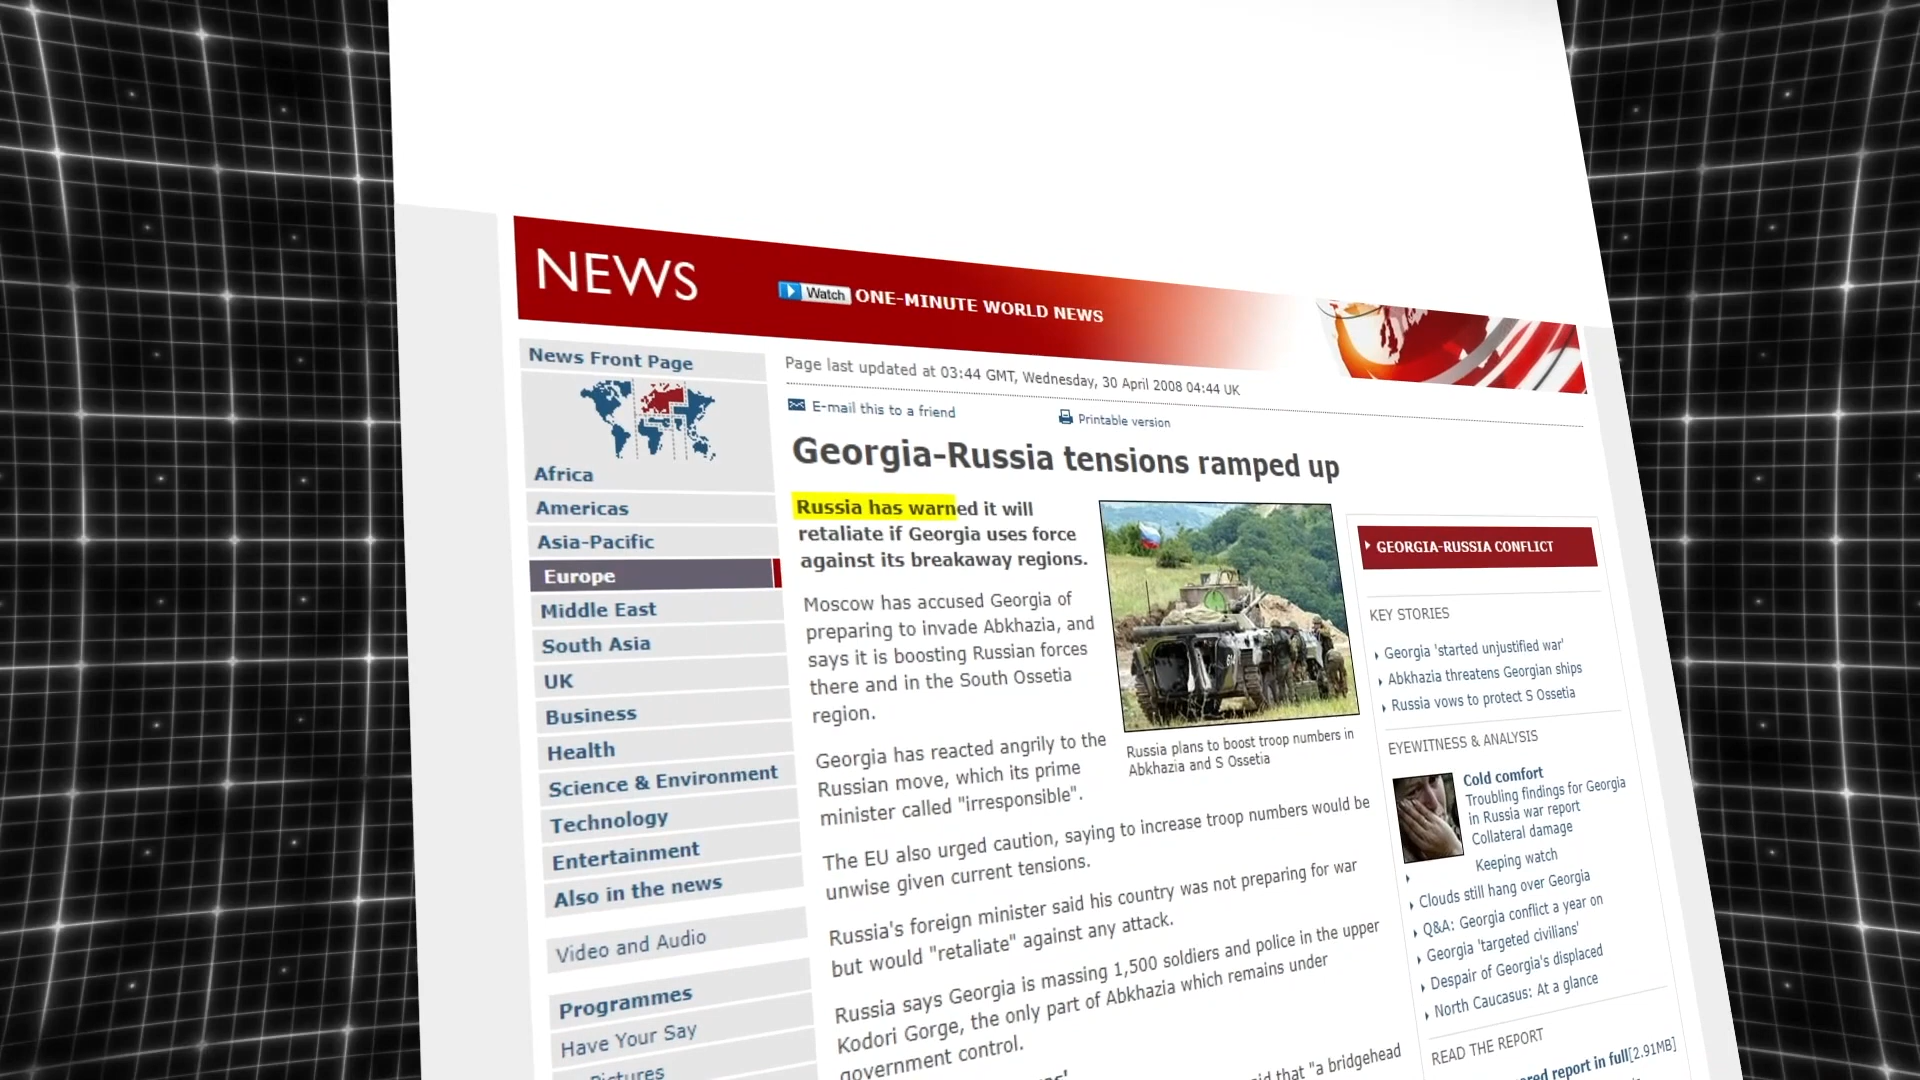 NEWS
Watch ONE-MINUTE WORLD NEWS
News Front Page
Africa
Americas
Asia-Pacific
Europe
Middle East
South Asia
UK
Business
Health
Science & Environment
Technology
Entertainment
Also in the news
Video and Audio
Programmes
Have Your Say
Pictures
Page last updated at 03:44 GMT, Wednesday, 30 April 2008 04:44 UK
E-mail this to a friend
Printable version
Georgia-Russia tensions ramped up
Russia has warned it will
retaliate if Georgia uses force
against its breakaway regions.
Moscow has accused Georgia of
preparing to invade Abkhazia, and
says it is boosting Russian forces
there and in the South Ossetia
region.
Georgia has reacted angrily to the
Russian move, which its prime
minister called "irresponsible".
Russia plans to boost troop numbers in
Abkhazia and S Ossetia
The EU also urged caution, saying to increase troop numbers would be
unwise given current tensions.
Russia's foreign minister said his country was not preparing for war
but would "retaliate" against any attack.
Russia says Georgia is massing 1,500 soldiers and police in the upper
Kodori Gorge, the only part of Abkhazia which remains under
government control.
that "a bridgehead
GEORGIA-RUSSIA CONFLICT
KEY STORIES
Georgia 'started unjustified war'
Abkhazia threatens Georgian ships
Russia vows to protect S Ossetia
EYEWITNESS & ANALYSIS
Cold comfort
Troubling findings for Georgia
in Russia war report
Collateral damage
Keeping watch
Clouds still hang over Georgia
Q&A: Georgia conflict a year on
Georgia 'targeted civilians'
Despair of Georgia's displaced
North Caucasus: At a glance
READ THE REPORT
report in full[2.91MB]